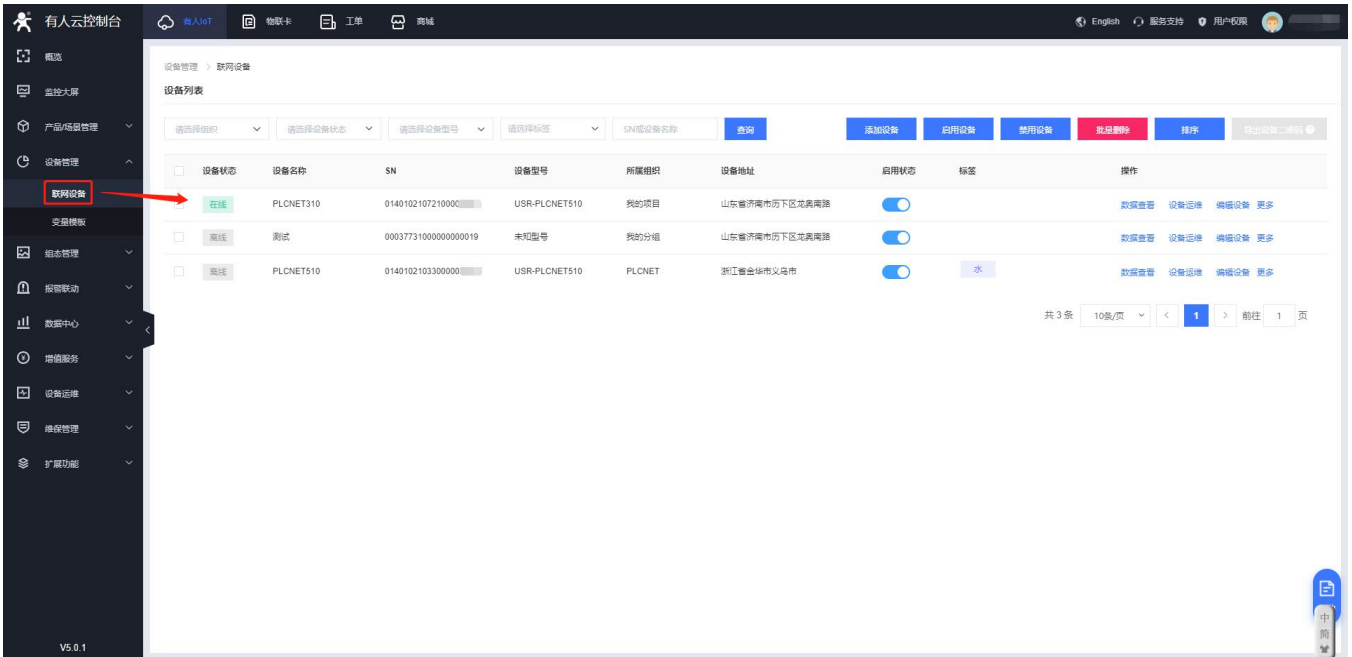 有人云控制台 有人IoT 物联卡 工单 商城 English 服务支持 用户权限
概览
监控大屏
产品/场景管理
设备管理
联网设备
变量模板
组态管理
报警联动
数据中心
增值服务
设备运维
维保管理
扩展功能
V5.0.1
设备管理 > 联网设备
设备列表
请选择组织 请选择设备状态 请选择设备型号 请选择标签 SN或设备名称 查询 添加设备 启用设备 禁用设备 批量删除 排序 导出设备二维码
设备状态 设备名称 SN 设备型号 所属组织 设备地址 启用状态 标签 操作
在线 PLCNET310 0140102107210000 USR-PLCNET510 我的项目 山东省济南市历下区龙奥南路 数据查看 设备运维 编辑设备 更多
离线 测试 00037731000000000019 未知型号 我的分组 山东省济南市历下区龙奥南路 数据查看 设备运维 编辑设备 更多
离线 PLCNET510 0140102103300000 USR-PLCNET510 PLCNET 浙江省金华市义乌市 水 数据查看 设备运维 编辑设备 更多
共 3 条 10条/页 < 1 > 前往 1 页
中
简